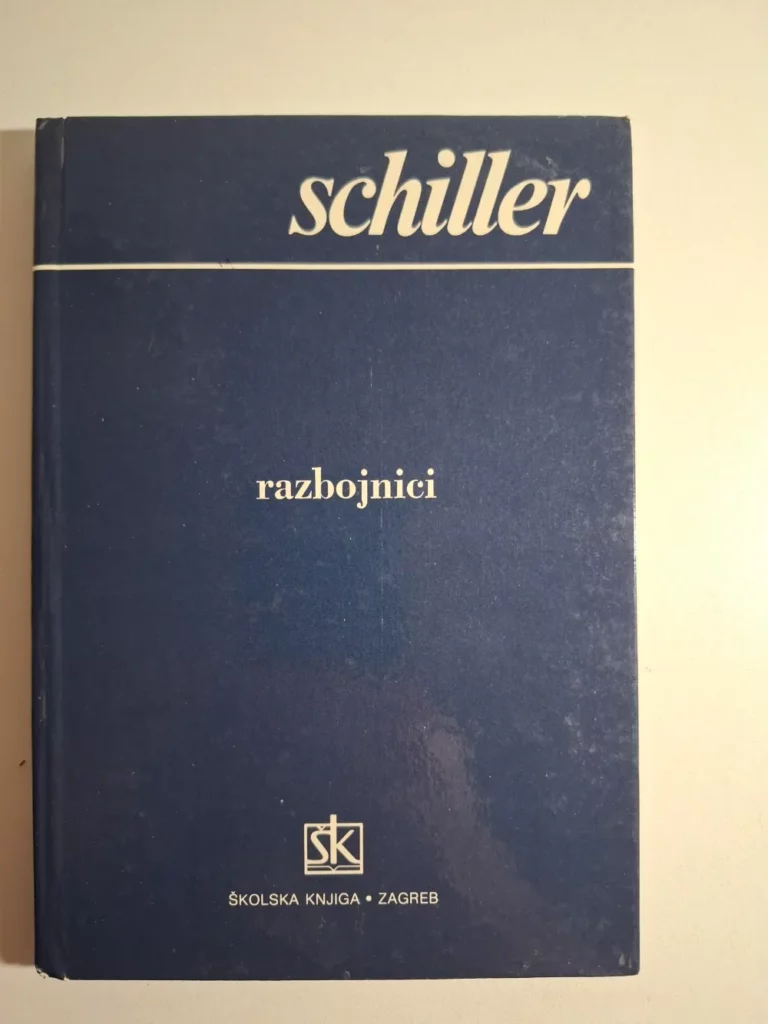 schiller
razbojnici
ŠK
ŠKOLSKA KNJIGA • ZAGREB